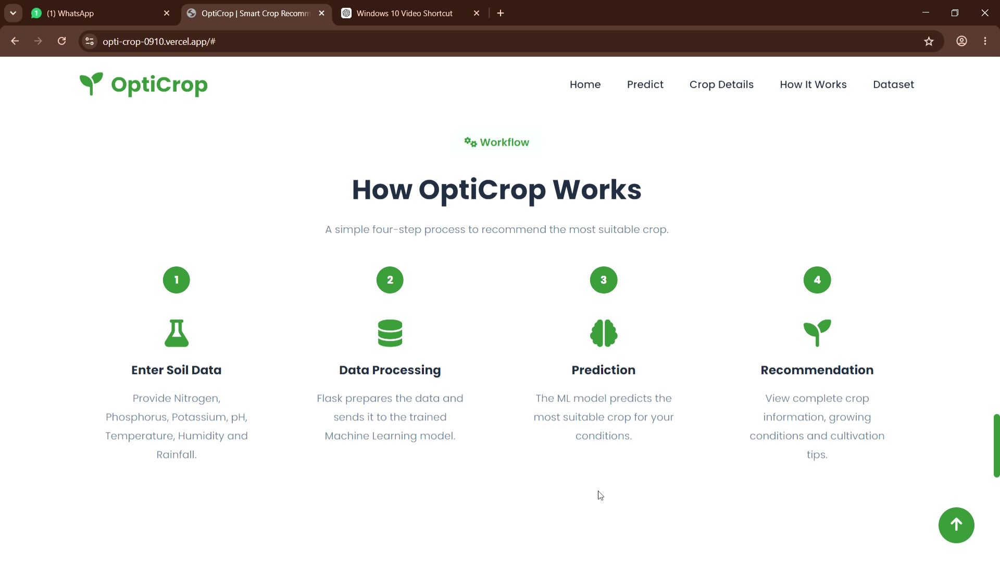 (1) WhatsApp
OptiCrop | Smart Crop Recomm
Windows 10 Video Shortcut
opti-crop-0910.vercel.app/#
OptiCrop
Home
Predict
Crop Details
How It Works
Dataset
Workflow
How OptiCrop Works
A simple four-step process to recommend the most suitable crop.
1
Enter Soil Data
Provide Nitrogen,
Phosphorus, Potassium, pH,
Temperature, Humidity and
Rainfall.
2
Data Processing
Flask prepares the data and
sends it to the trained
Machine Learning model.
3
Prediction
The ML model predicts the
most suitable crop for your
conditions.
4
Recommendation
View complete crop
information, growing
conditions and cultivation
tips.